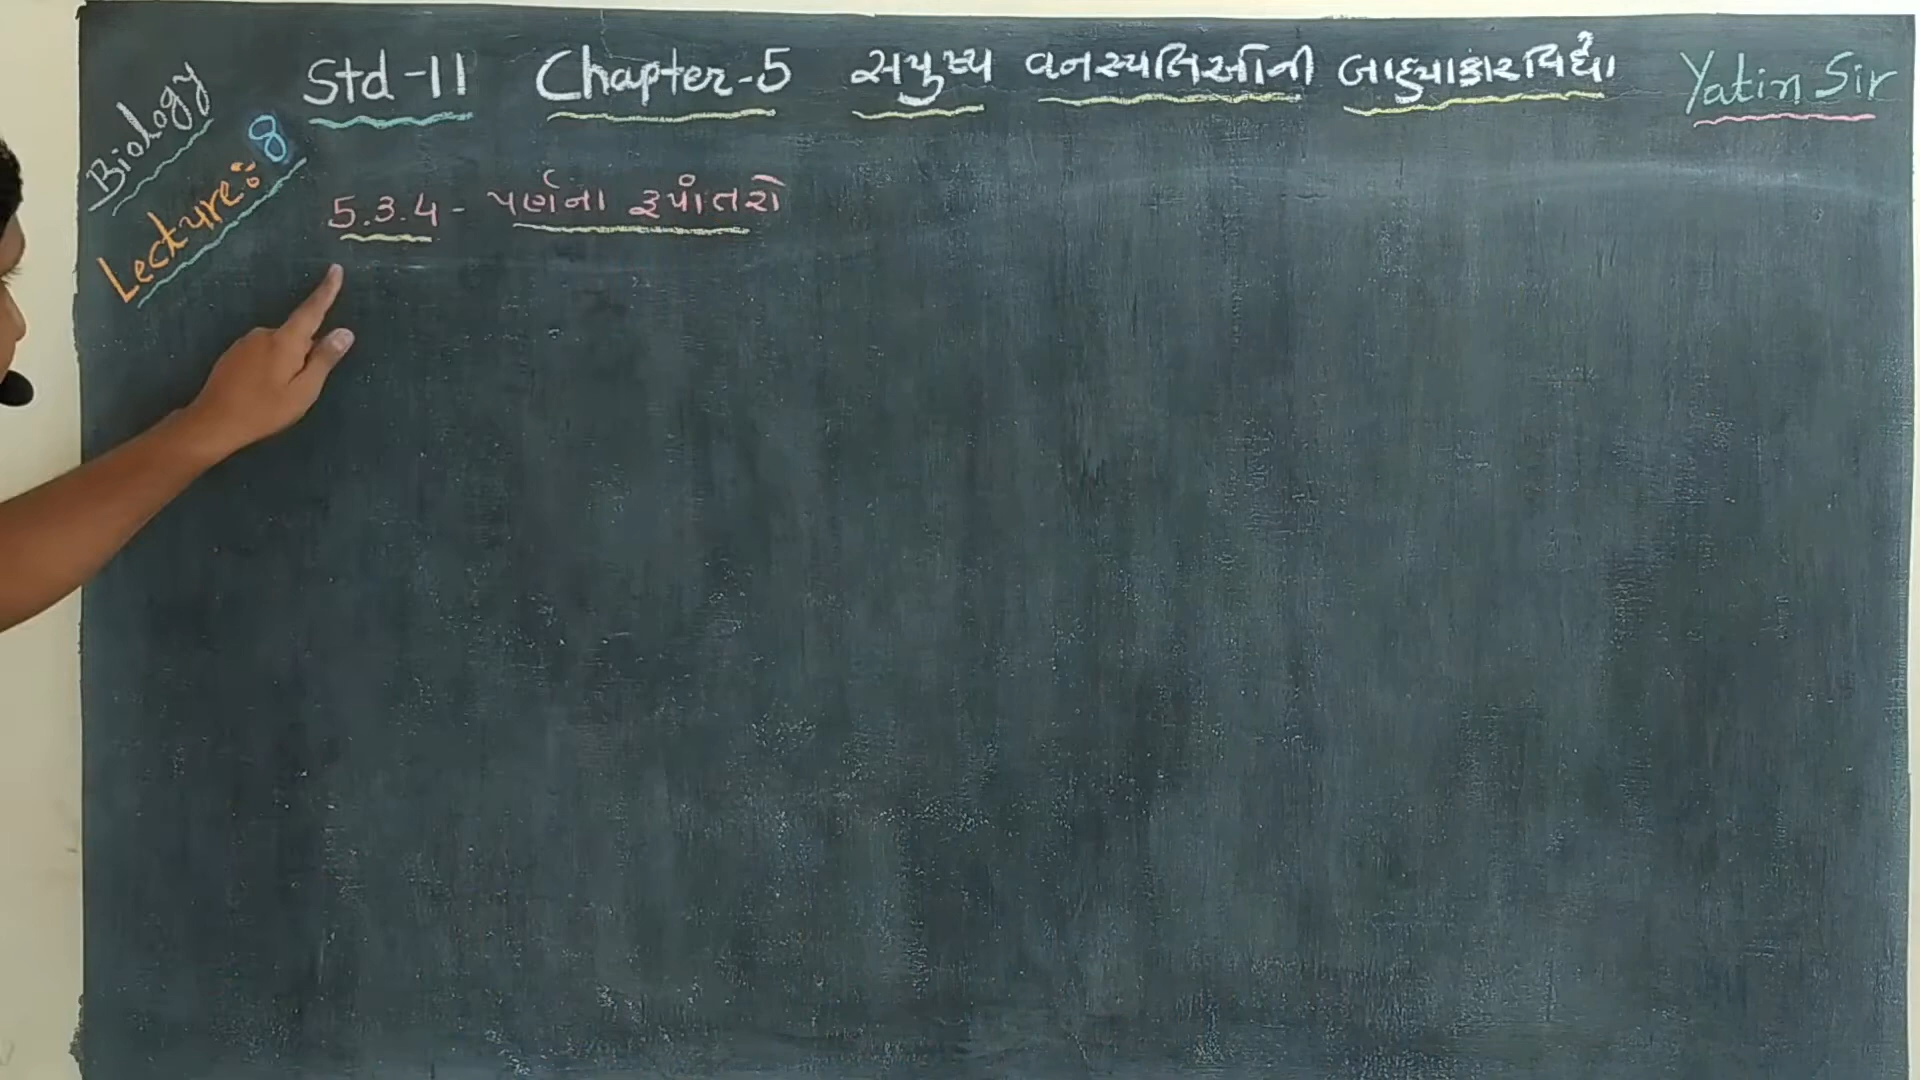 Std-11 Chapter-5 સપુષ્પ વનસ્પતિઓની બાહ્યાકારવિદ્યા Yatin Sir
Biology
Lecture: 8
5.3.4 - પર્ણના રૂપાંતરો